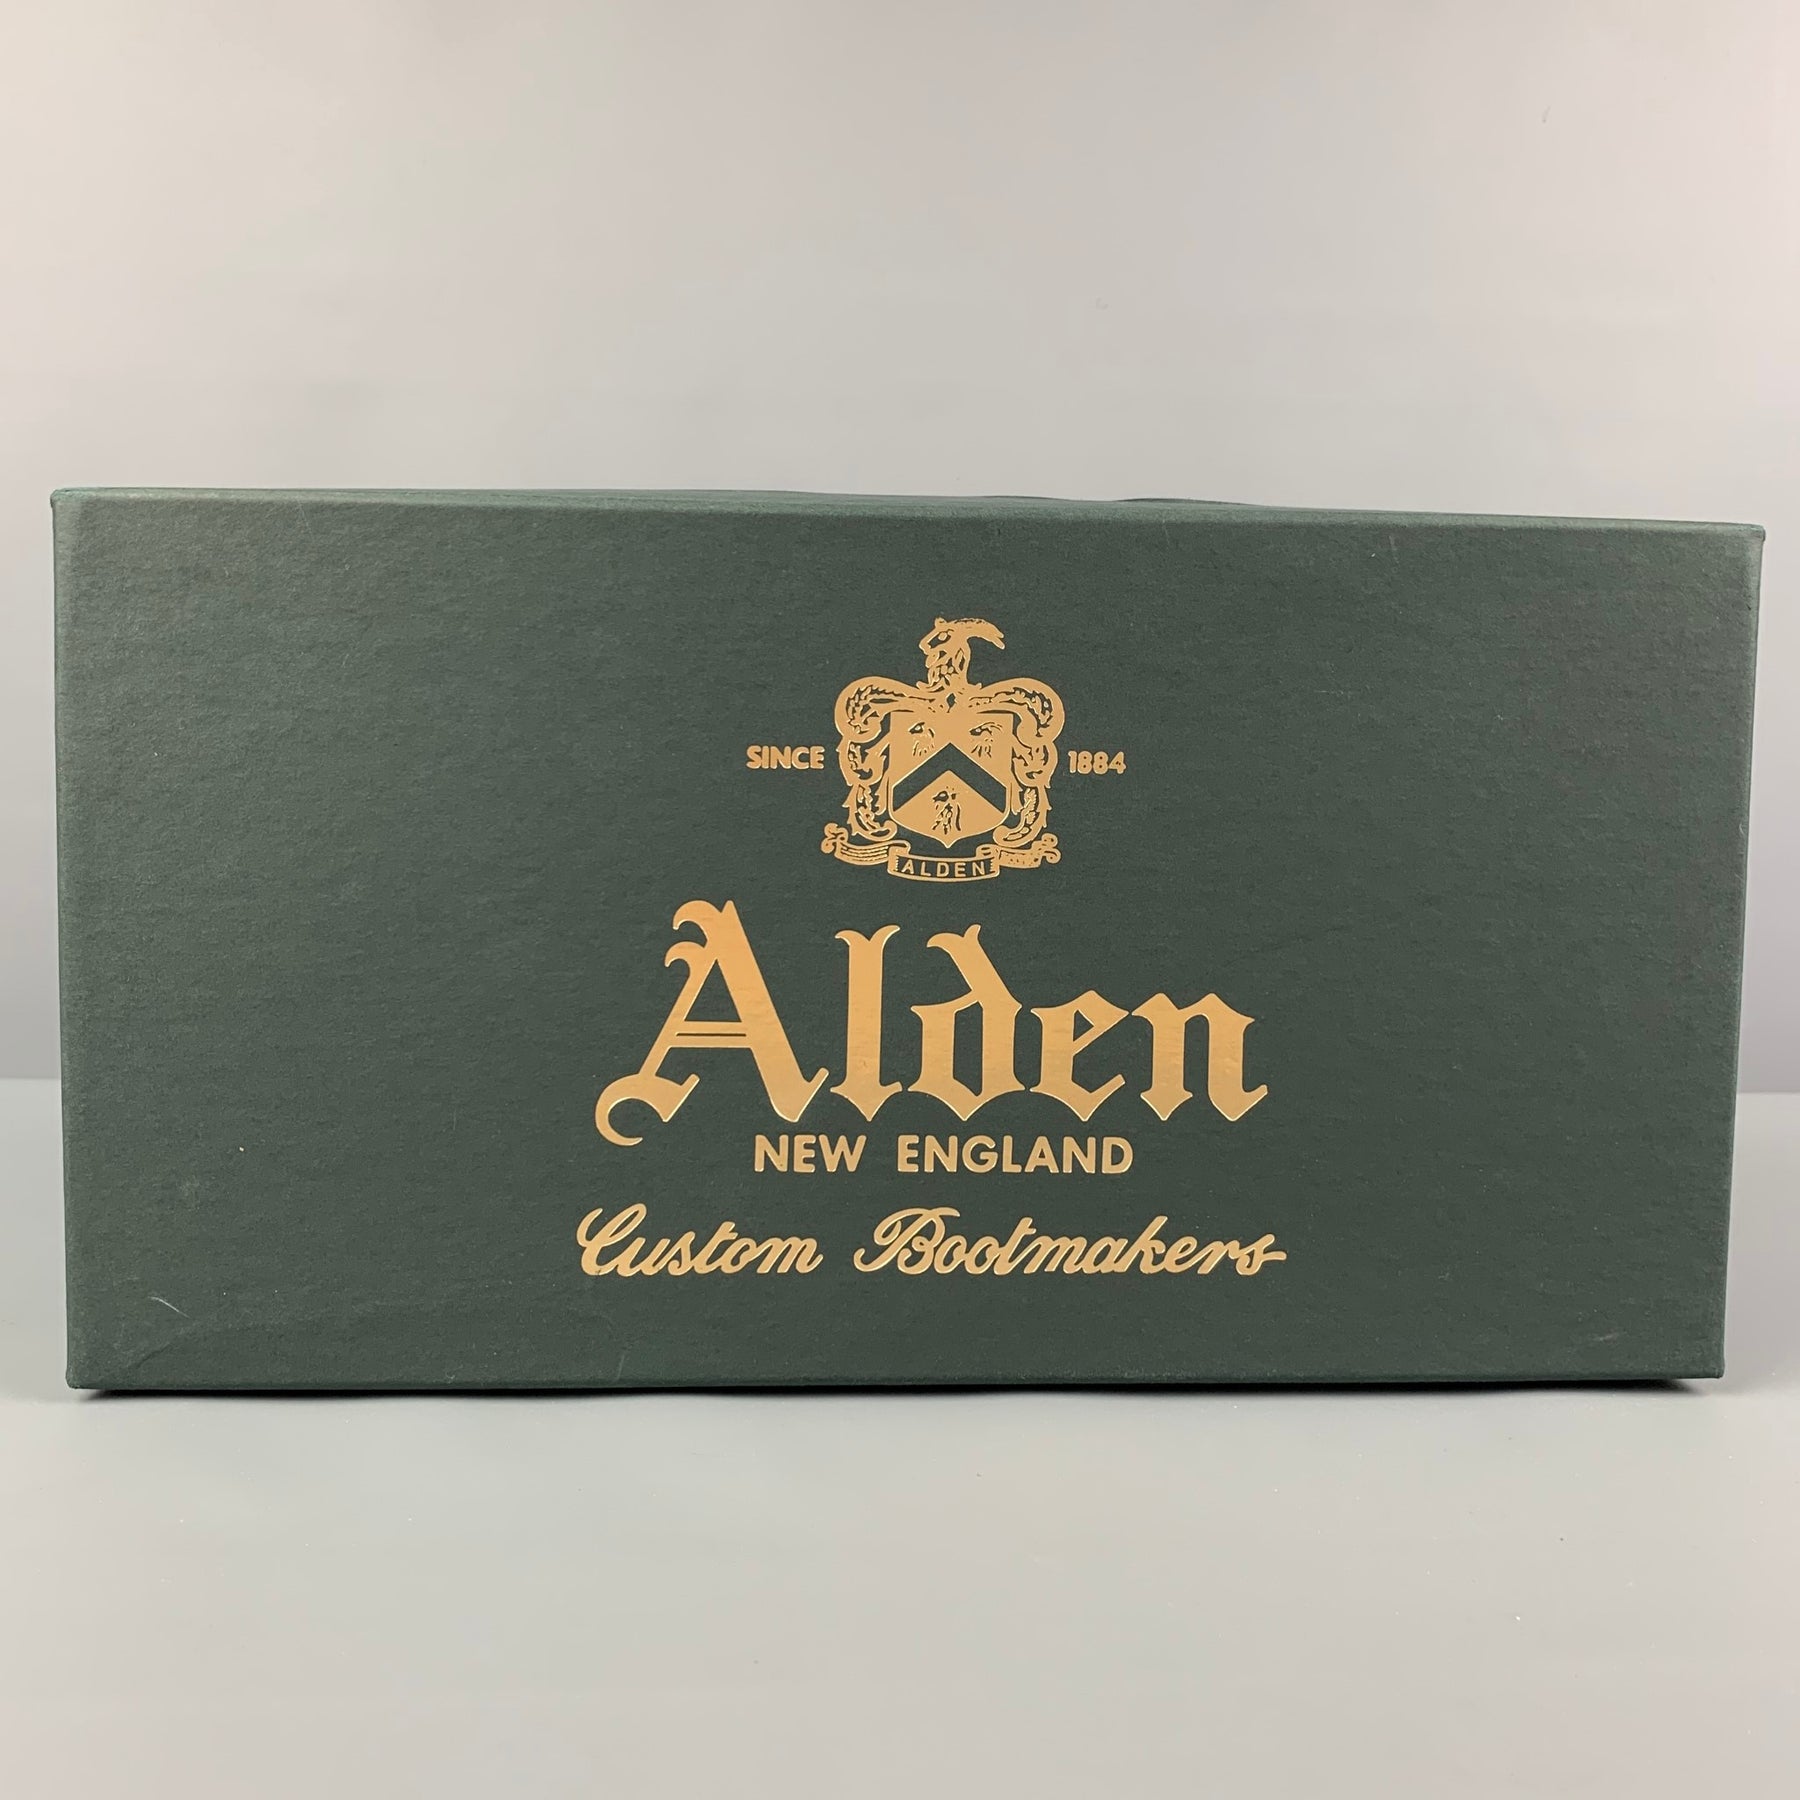 SINCE 1884
ALDEN
Alden
NEW ENGLAND
Custom Bootmakers